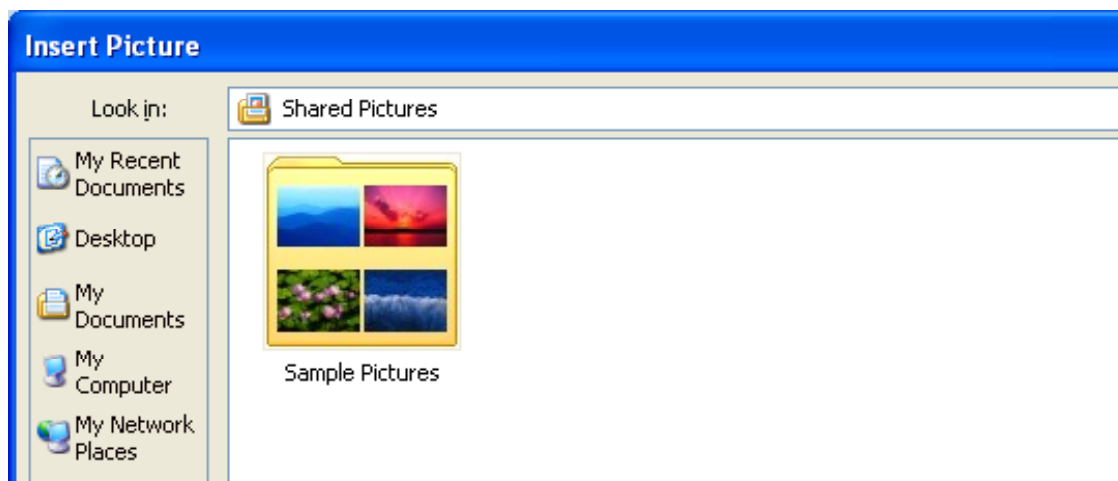 Insert Picture
Look in:
Shared Pictures
My Recent
Documents
Desktop
My
Documents
My
Computer
My Network
Places
Sample Pictures